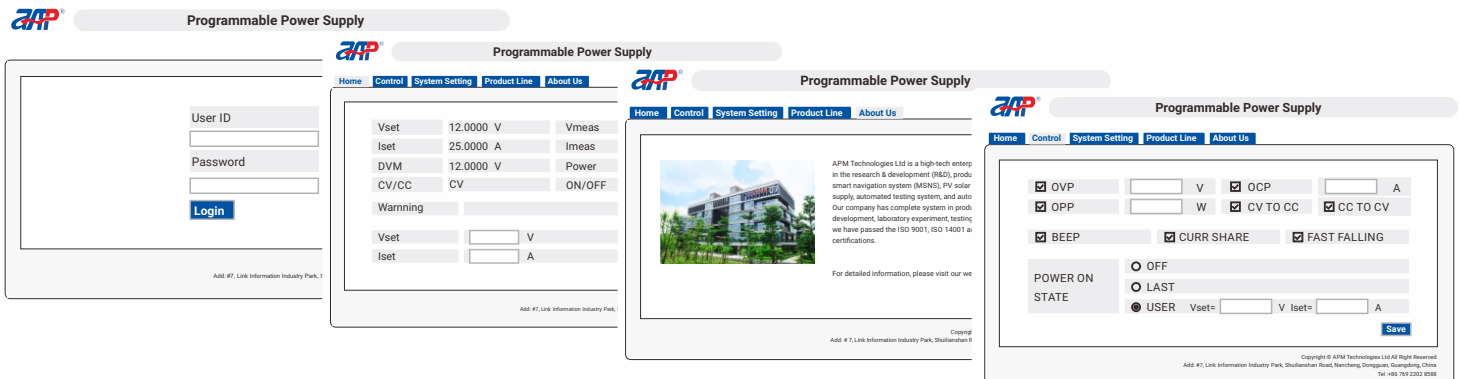 APM®
Programmable Power Supply
User ID
Password
Login
Add: #7, Link Information Industry Park,
APM®
Programmable Power Supply
Home Control System Setting Product Line About Us
Vset 12.0000 V Vmeas
Iset 25.0000 A Imeas
DVM 12.0000 V Power
CV/CC CV ON/OFF
Warnning
Vset V
Iset A
Add: #7, Link Information Industry Park,
APM®
Programmable Power Supply
Home Control System Setting Product Line About Us
APM Technologies Ltd is a high-tech enterp
in the research & development (R&D), produ
smart navigation system (MSNS), PV solar
supply, automated testing system, and auto
Our company has complete system in produ
development, laboratory experiment, testing
we have passed the ISO 9001, ISO 14001 a
certifications.
For detailed information, please visit our we
Copyrigh
Add: # 7, Link Information Industry Park, Shuilianshan R
APM®
Programmable Power Supply
Home Control System Setting Product Line About Us
OVP V OCP A
OPP W CV TO CC CC TO CV
BEEP CURR SHARE FAST FALLING
POWER ON
STATE
OFF
LAST
USER Vset= V Iset= A
Save
Copyright © APM Technologies Ltd All Right Reserved
Add: #7, Link Information Industry Park, Shuilianshan Road, Nancheng, Dongguan, Guangdong, China
Tel :+86 769 2202 8588